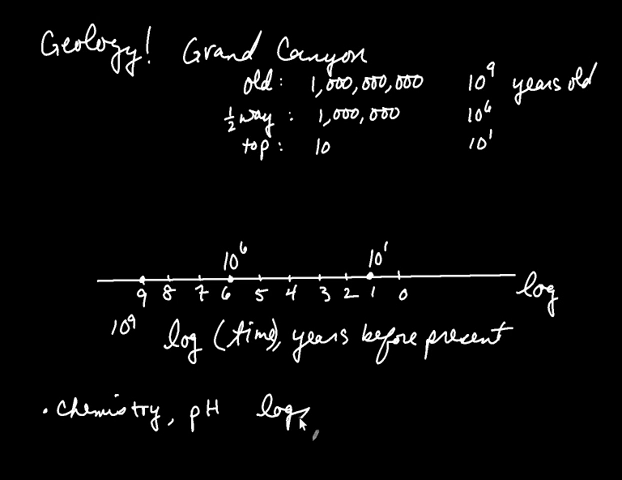 Geology! Grand Canyon
old: 1,000,000,000 10⁹ years old
½ way : 1,000,000 10⁶
top: 10 10¹
10⁶ 10¹
9 8 7 6 5 4 3 2 1 0 log
10⁹ log (time), years before present
· Chemistry, pH log